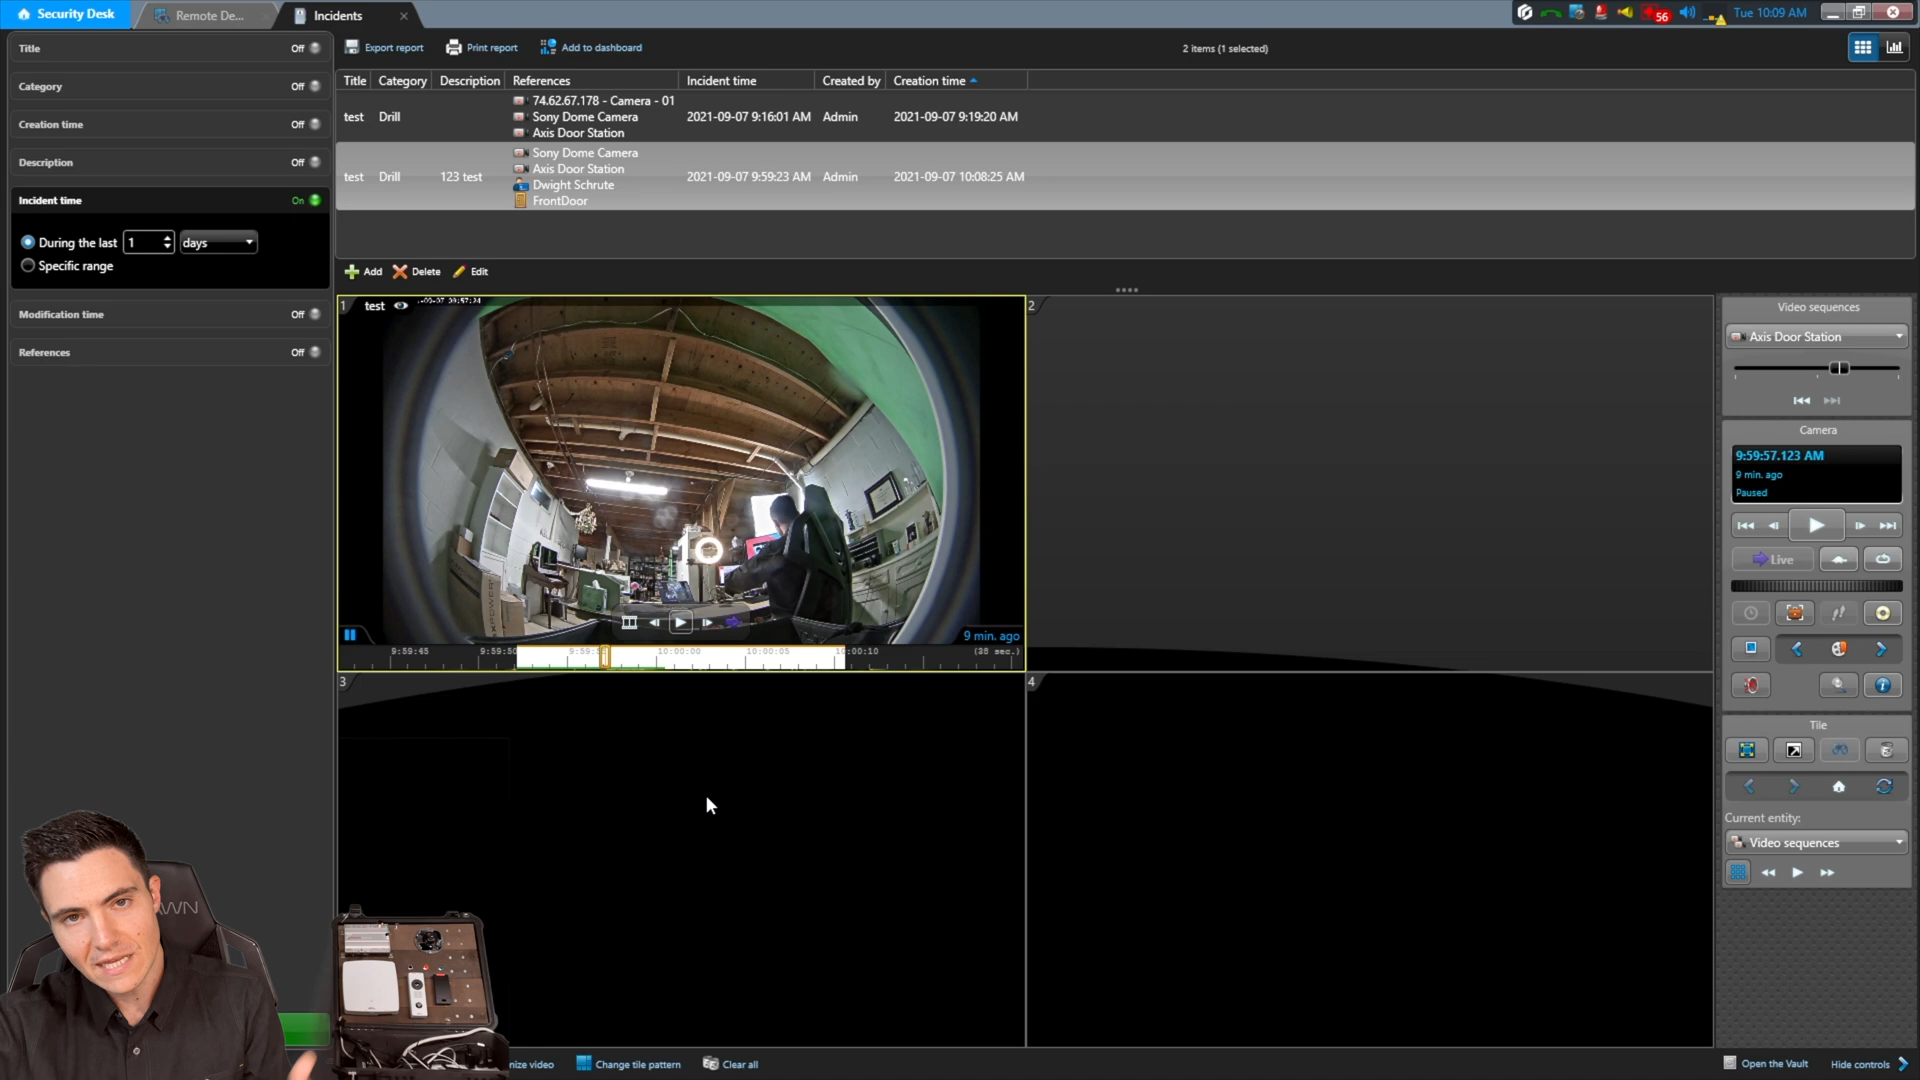 Security Desk
Remote De...
Incidents
56
Tue 10:09 AM
Title Off
Category Off
Creation time Off
Description Off
Incident time On
During the last 1 days
Specific range
Modification time Off
References Off
Export report
Print report
Add to dashboard
2 items (1 selected)
Title Category Description References Incident time Created by Creation time
74.62.67.178 - Camera - 01
test Drill Sony Dome Camera 2021-09-07 9:16:01 AM Admin 2021-09-07 9:19:20 AM
Axis Door Station
Sony Dome Camera
Axis Door Station
test Drill 123 test 2021-09-07 9:59:23 AM Admin 2021-09-07 10:08:25 AM
Dwight Schrute
FrontDoor
Add Delete Edit
1 test
2
10
9 min. ago
9:59:45 9:59:50 10:00:00 10:00:05 10:00:10 (38 sec.)
3
4
Video sequences
Axis Door Station
Camera
9:59:57.123 AM
9 min. ago
Paused
Live
Tile
Current entity:
Video sequences
AWN
nize video
Change tile pattern
Clear all
Open the Vault
Hide controls